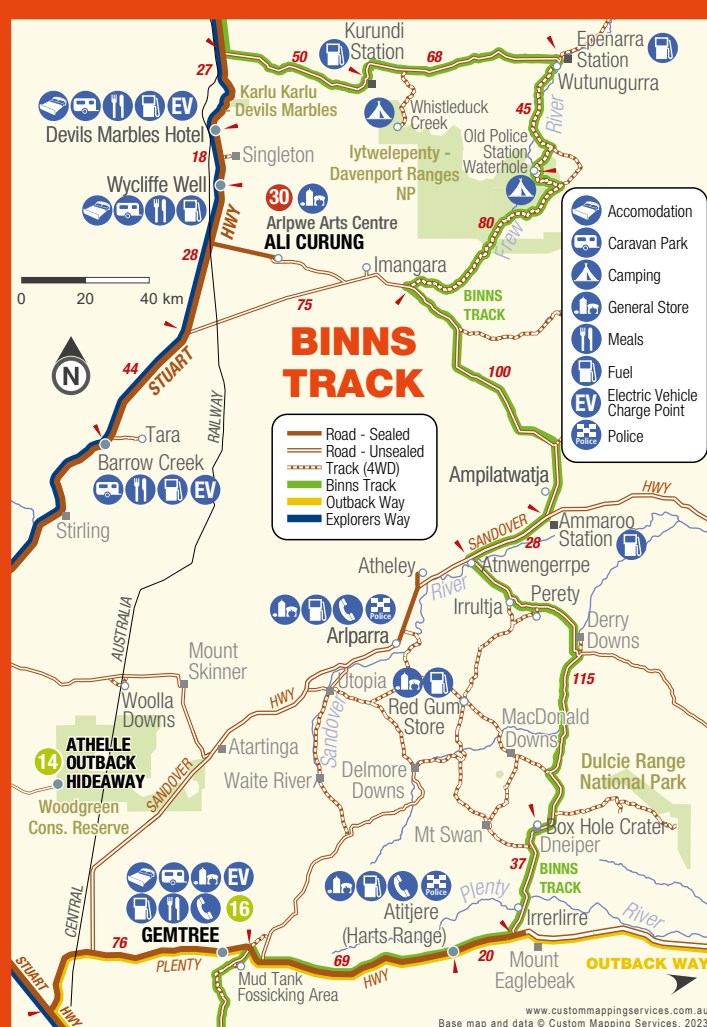 Kurundi
Station
50
68
Epenarra
Station
Wutunugurra
27
Karlu Karlu
- Devils Marbles
EV
Devils Marbles Hotel
Whistleduck
Creek
45
River
Old Police
Station
Waterhole
18
Singleton
Iytwelepenty -
Davenport Ranges
NP
Wycliffe Well
30
Arlpwe Arts Centre
ALI CURUNG
HWY
28
80
Frew
Imangara
0 20 40 km
75
BINNS
TRACK
Accomodation
Caravan Park
Camping
General Store
Meals
Fuel
EV
Electric Vehicle
Charge Point
Police
Police
N
44
STUART
BINNS
TRACK
100
RAILWAY
Tara
Barrow Creek
EV
Stirling
Road - Sealed
Road - Unsealed
Track (4WD)
Binns Track
Outback Way
Explorers Way
Ampilatwatja
HWY
SANDOVER
28
Ammaroo
Station
Atheley
River
Atnwengerrpe
Irrultja
Perety
Police
Arlparra
Derry
Downs
AUSTRALIA
Mount
Skinner
HWY
Utopia
Sandover
Red Gum
Store
115
Woolla
Downs
MacDonald
Downs
14
ATHELLE
OUTBACK
HIDEAWAY
Atartinga
SANDOVER
Waite River
Delmore
Downs
Dulcie Range
National Park
Woodgreen
Cons. Reserve
Mt Swan
Box Hole Crater
Dneiper
37
BINNS
TRACK
EV
16
GEMTREE
Police
Atitjere
(Harts Range)
Plenty
River
Irrerlirre
CENTRAL
76
PLENTY
69
HWY
20
Mount
Eaglebeak
OUTBACK WAY
STUART
HWY
Mud Tank
Fossicking Area
www.custommappingservices.com.au
Base map and data © Custom Mapping Services, 2023